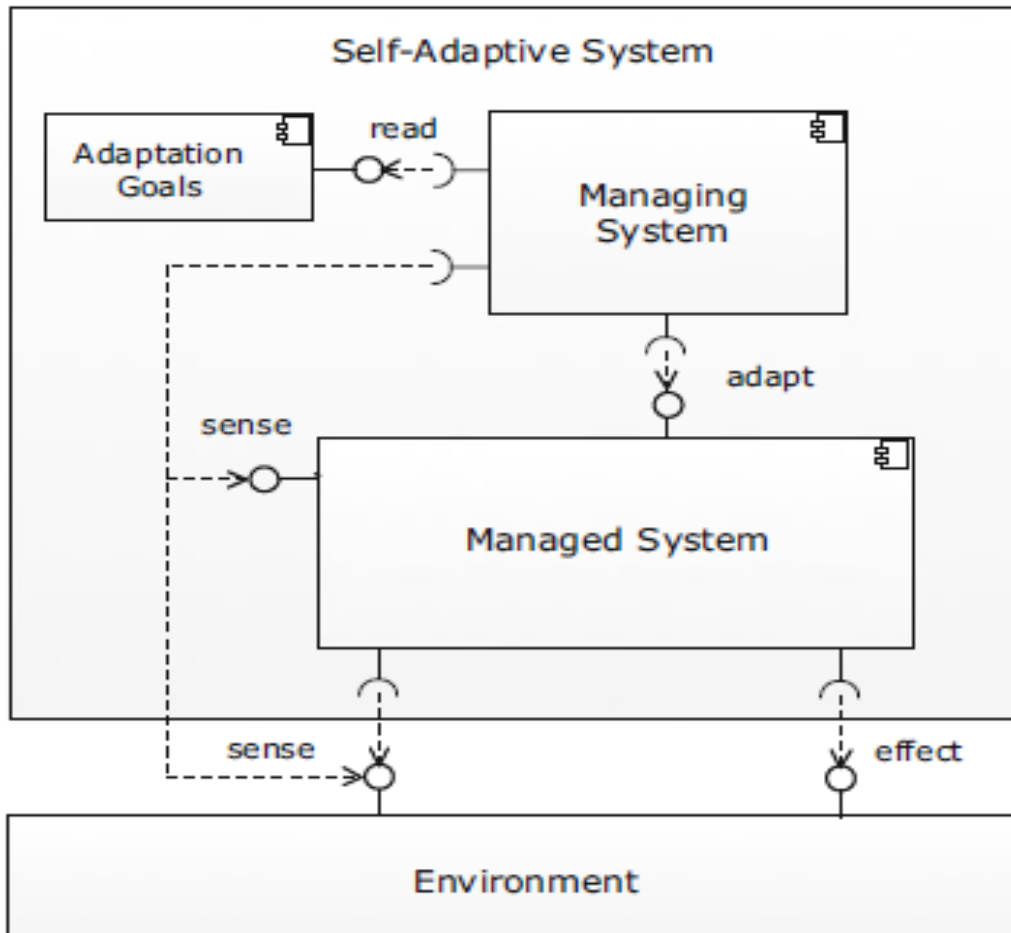 Self-Adaptive System
Adaptation
Goals
read
Managing
System
adapt
sense
Managed System
sense
effect
Environment